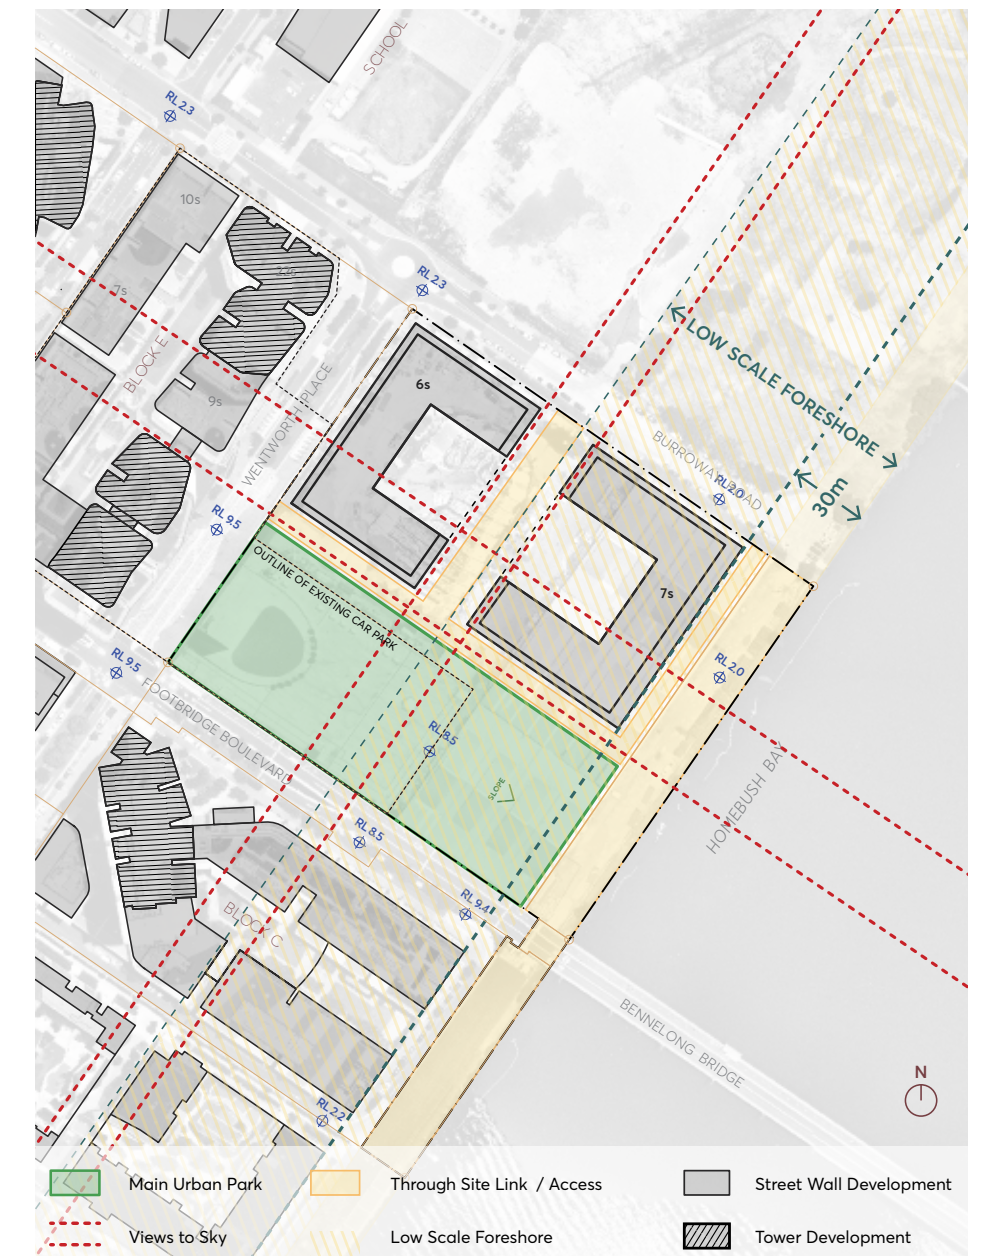 SCHOOL
RL 2.3
10s
RL 2.3
7s
BLOCK E
6s
9s
WENTWORTH PLACE
LOW SCALE FORESHORE
30m
BURROWAY ROAD
RL 2.0
RL 9.5
OUTLINE OF EXISTING CAR PARK
7s
RL 9.5
RL 2.0
FOOTBRIDGE BOULEVARD
RL 8.5
SLOPE
HOMEBUSH BAY
RL 8.5
RL 9.4
BLOCK C
BENNELONG BRIDGE
N
RL 2.2
Main Urban Park
Through Site Link / Access
Street Wall Development
Views to Sky
Low Scale Foreshore
Tower Development